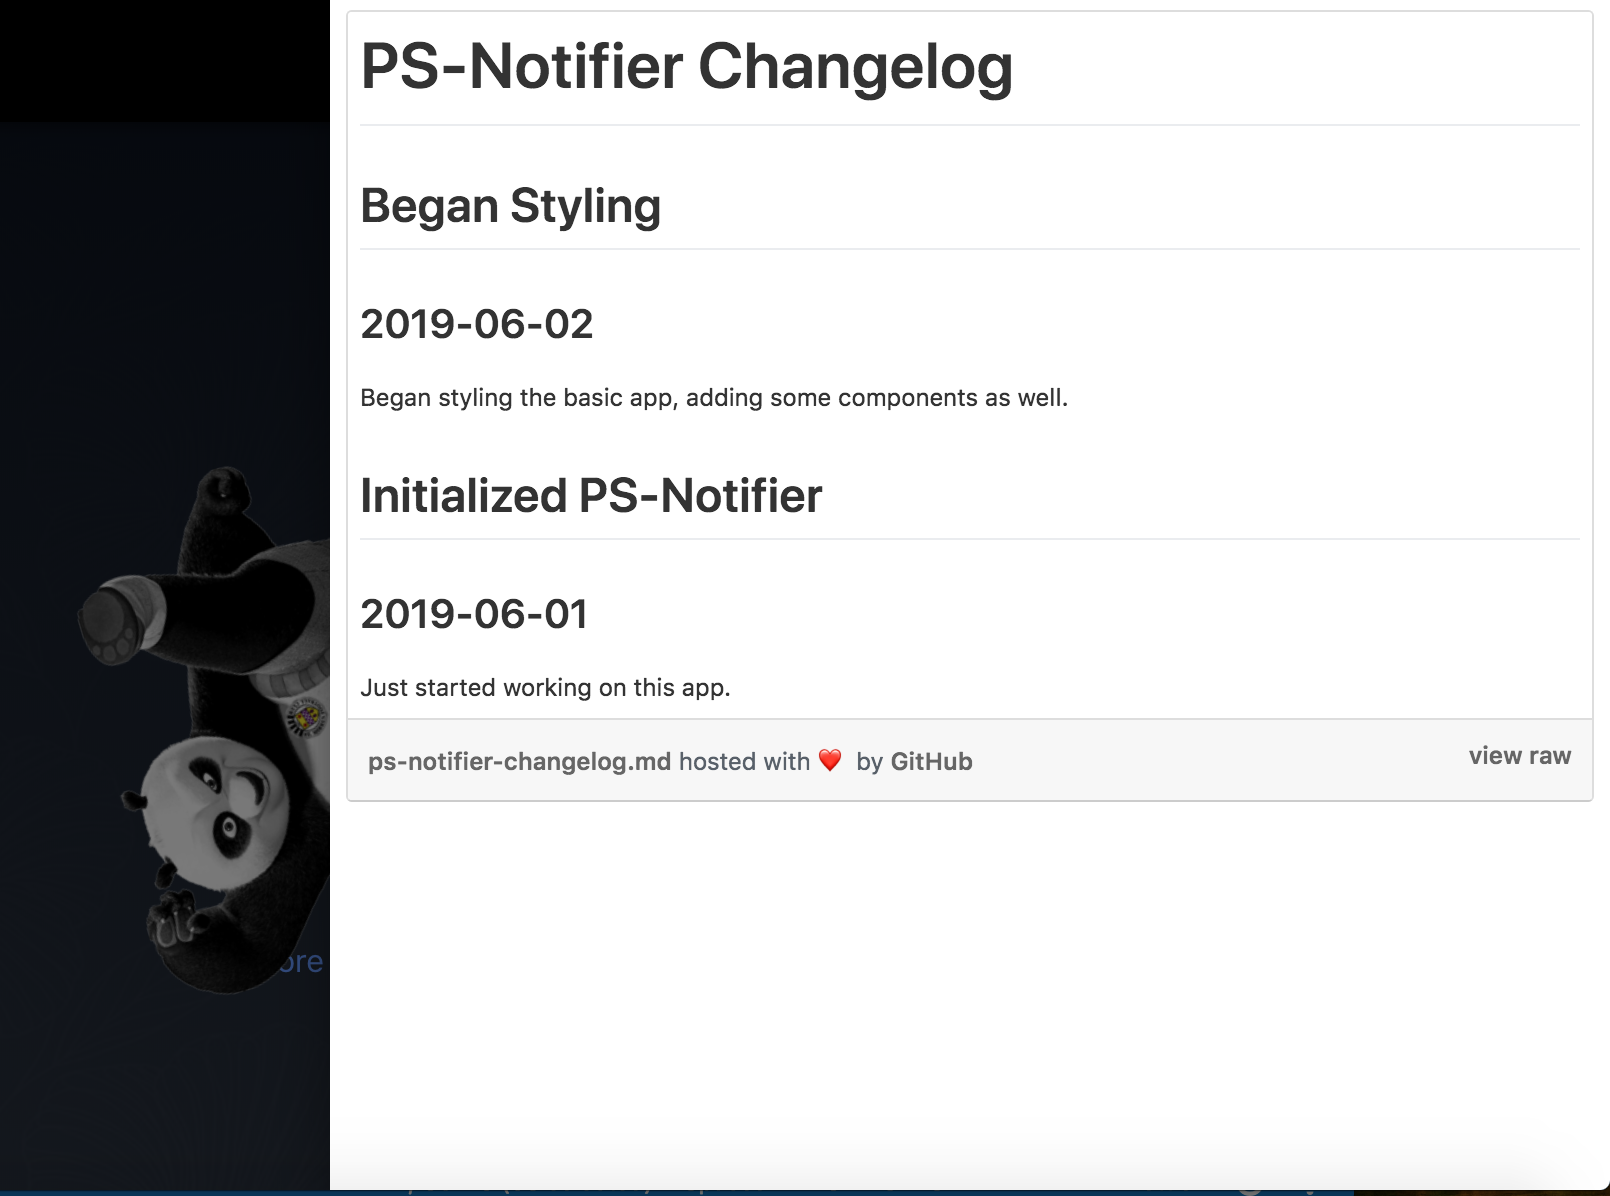 PS-Notifier Changelog
Began Styling
2019-06-02
Began styling the basic app, adding some components as well.
Initialized PS-Notifier
2019-06-01
Just started working on this app.
ps-notifier-changelog.md hosted with ❤ by GitHub
view raw
ore